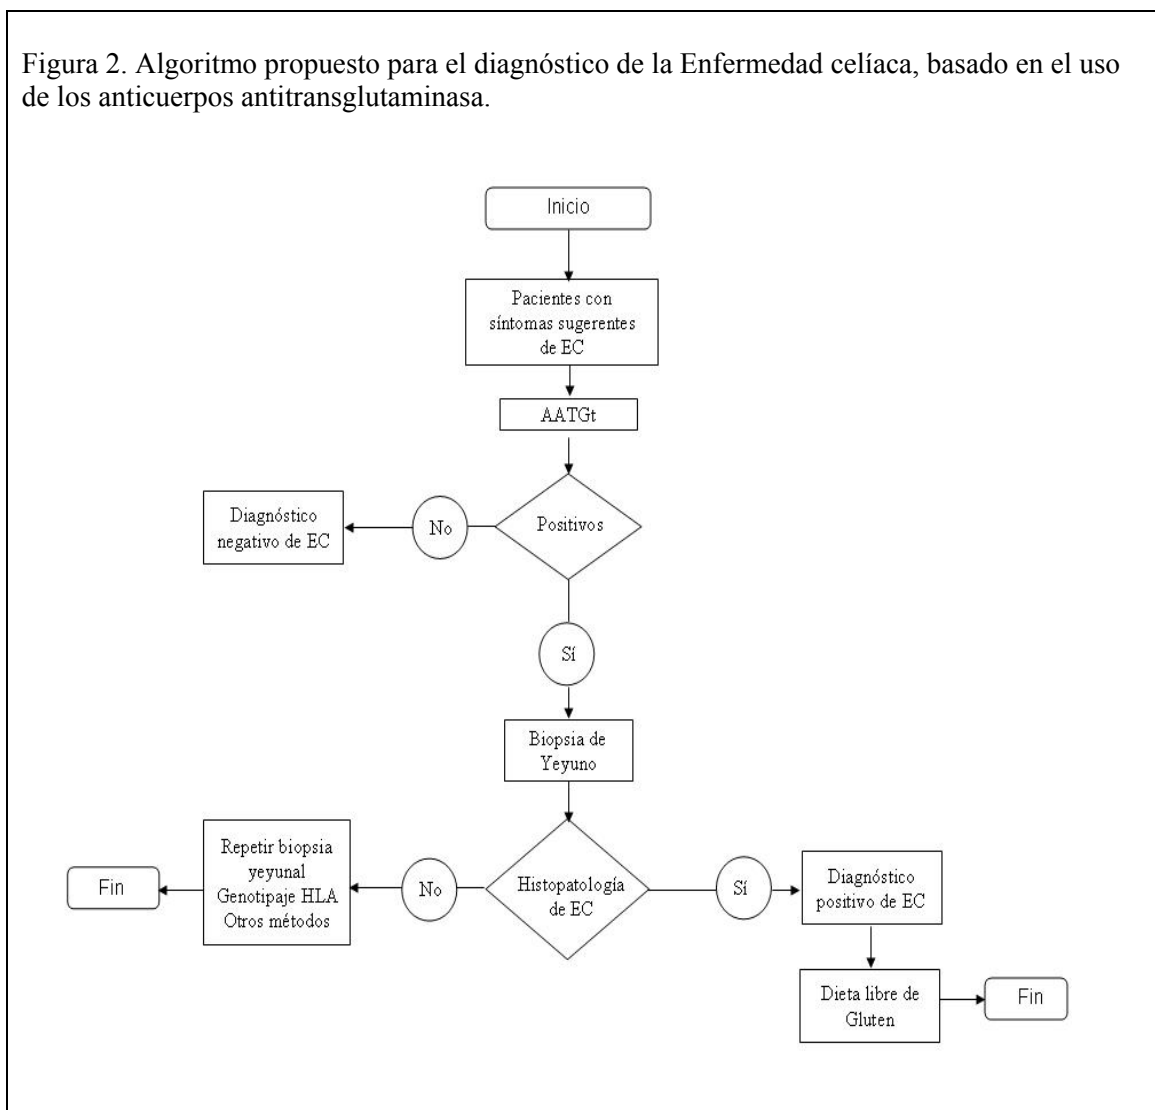 Figura 2. Algoritmo propuesto para el diagnóstico de la Enfermedad celíaca, basado en el uso
de los anticuerpos antitransglutaminasa.
Inicio
Pacientes con
síntomas sugerentes
de EC
AATGt
Positivos
No
Diagnóstico
negativo de EC
Sí
Biopsia de
Yeyuno
Histopatología
de EC
No
Repetir biopsia
yeyunal
Genotipaje HLA
Otros métodos
Fin
Sí
Diagnóstico
positivo de EC
Dieta libre de
Gluten
Fin